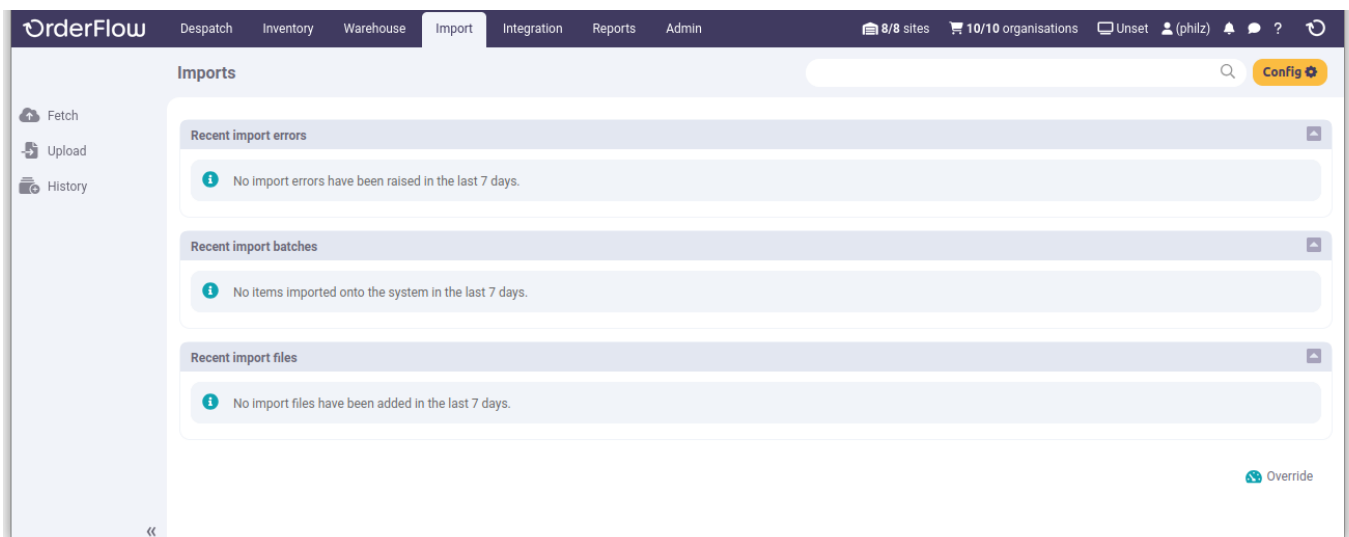 OrderFlow Despatch Inventory Warehouse Import Integration Reports Admin 8/8 sites 10/10 organisations Unset (philz) ?
Imports Config
Fetch
Upload
History
Recent import errors
No import errors have been raised in the last 7 days.
Recent import batches
No items imported onto the system in the last 7 days.
Recent import files
No import files have been added in the last 7 days.
Override
«